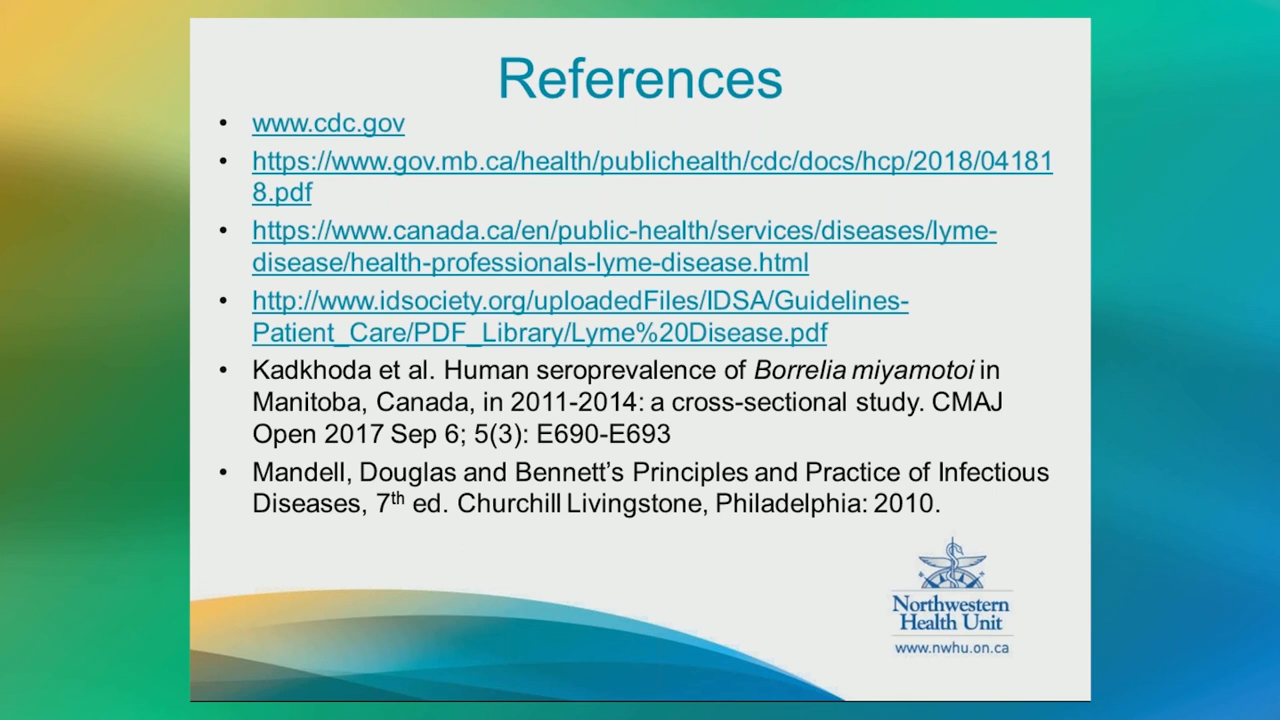 References
• www.cdc.gov
• https://www.gov.mb.ca/health/publichealth/cdc/docs/hcp/2018/04181
8.pdf
• https://www.canada.ca/en/public-health/services/diseases/lyme-
disease/health-professionals-lyme-disease.html
• http://www.idsociety.org/uploadedFiles/IDSA/Guidelines-
Patient_Care/PDF_Library/Lyme%20Disease.pdf
• Kadkhoda et al. Human seroprevalence of Borrelia miyamotoi in
Manitoba, Canada, in 2011-2014: a cross-sectional study. CMAJ
Open 2017 Sep 6; 5(3): E690-E693
• Mandell, Douglas and Bennett’s Principles and Practice of Infectious
Diseases, 7th ed. Churchill Livingstone, Philadelphia: 2010.
Northwestern
Health Unit
www.nwhu.on.ca